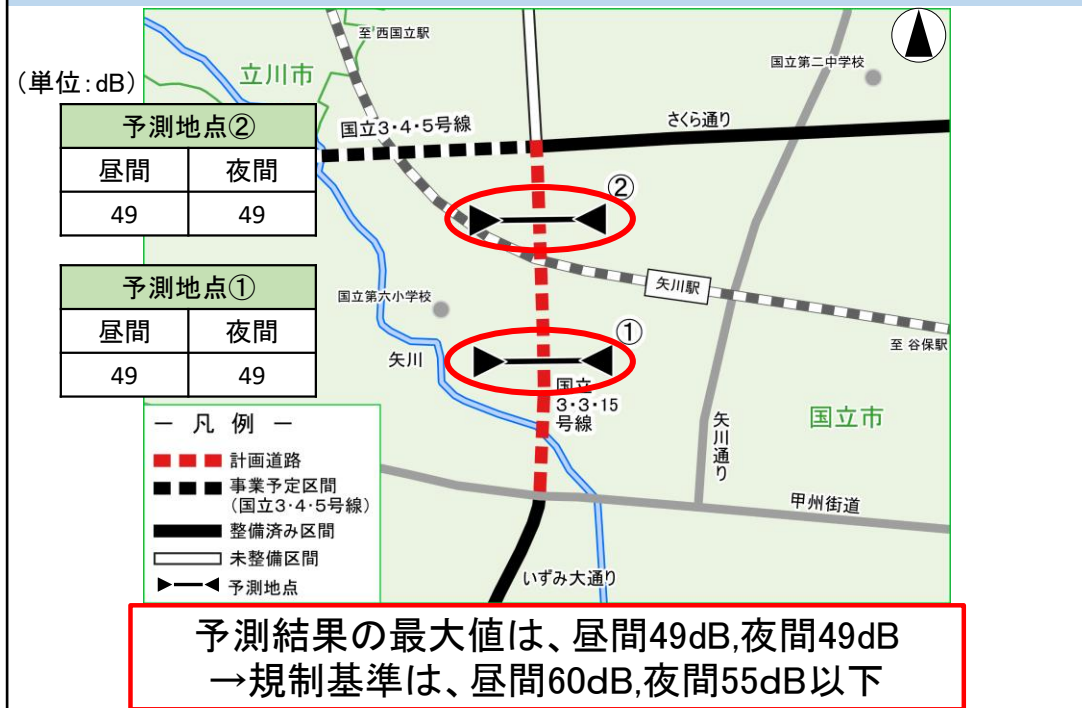 (単位:dB)
予測地点②
昼間 夜間
49 49
予測地点①
昼間 夜間
49 49
至 西国立駅
立川市
国立第二中学校
国立3・4・5号線
さくら通り
②
矢川駅
国立第六小学校
①
至 谷保駅
矢川
国立
3・3・15
号線
矢川通り
国立市
甲州街道
いずみ大通り
― 凡 例 ―
計画道路
事業予定区間
(国立3・4・5号線)
整備済み区間
未整備区間
予測地点
予測結果の最大値は、昼間49dB,夜間49dB
→規制基準は、昼間60dB,夜間55dB以下